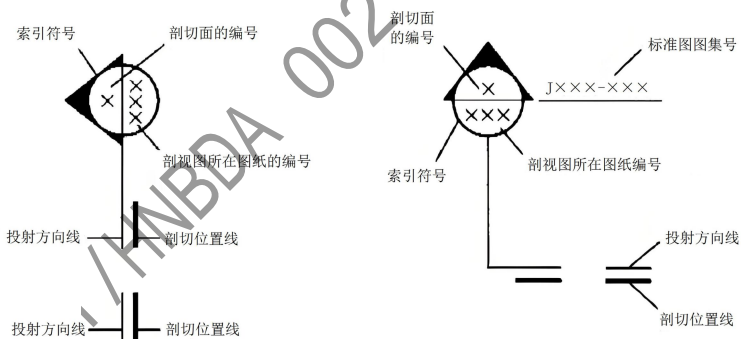 索引符号
剖切面的编号
×
×
×
×
剖视图所在图纸的编号
投射方向线
剖切位置线
投射方向线
剖切位置线
剖切面
的编号
标准图图集号
×
J×××-×××
×××
索引符号
剖视图所在图纸编号
投射方向线
剖切位置线
/HNBDA 002